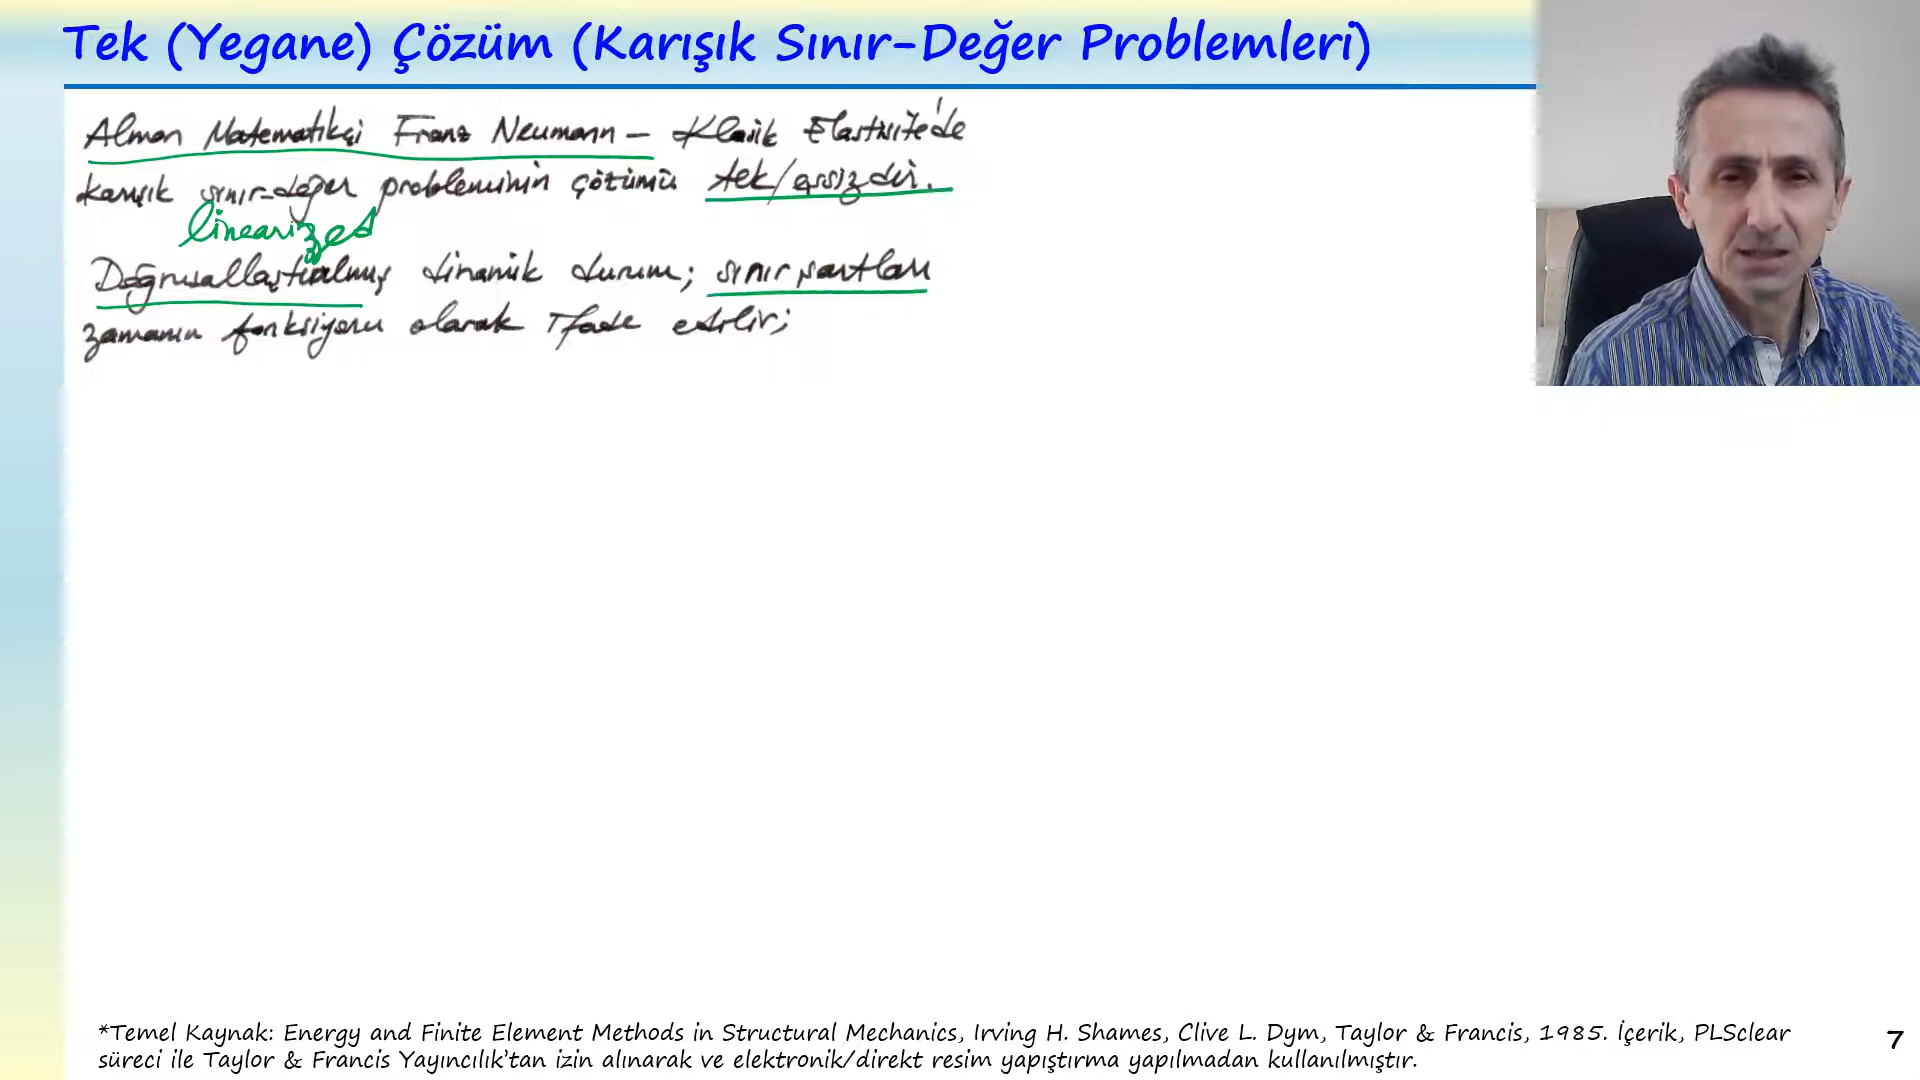 Tek (Yegane) Çözüm (Karışık Sınır-Değer Problemleri)
Alman Matematikçi Franz Neumann – Klasik Elastisite'de
karışık sınır-değer probleminin çözümü tek/eşsizdir.
linearized
Doğrusallaştırılmış dinamik durum; sınır şartları
zamanın fonksiyonu olarak ifade edilir;
*Temel Kaynak: Energy and Finite Element Methods in Structural Mechanics, Irving H. Shames, Clive L. Dym, Taylor & Francis, 1985. İçerik, PLSclear
süreci ile Taylor & Francis Yayıncılık'tan izin alınarak ve elektronik/direkt resim yapıştırma yapılmadan kullanılmıştır.
7